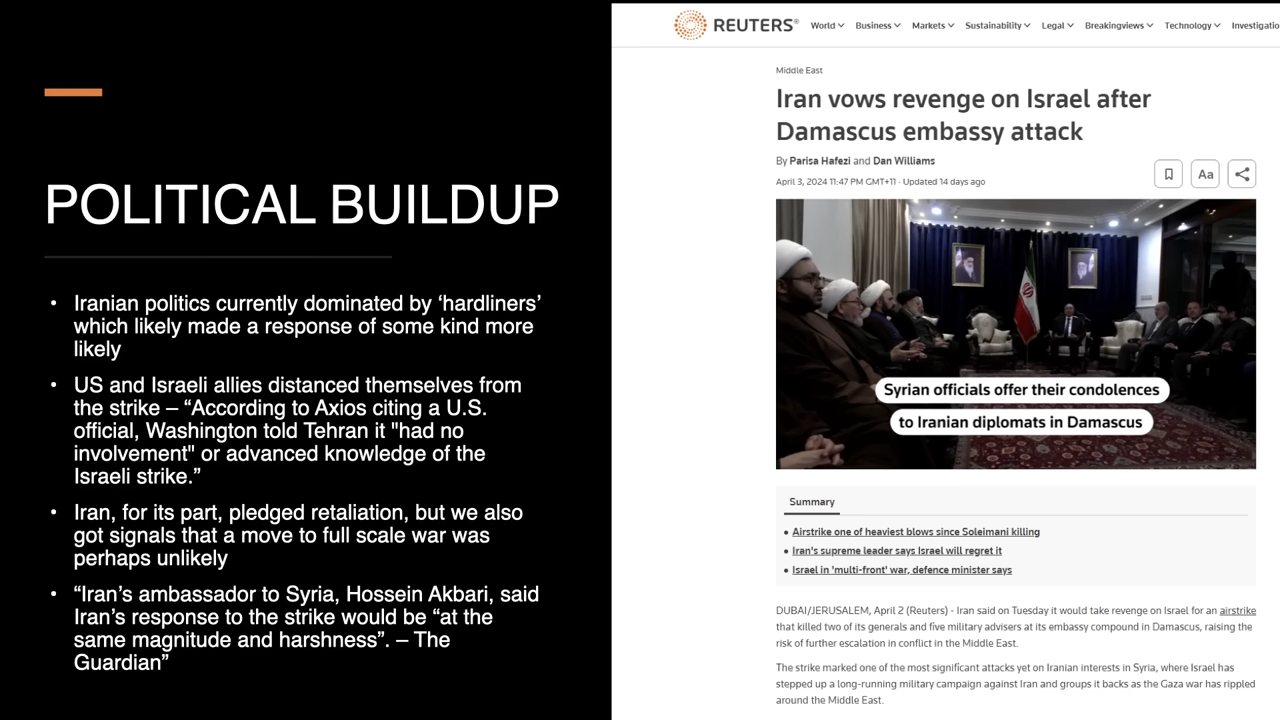 POLITICAL BUILDUP
• Iranian politics currently dominated by ‘hardliners’
which likely made a response of some kind more
likely
• US and Israeli allies distanced themselves from
the strike – “According to Axios citing a U.S.
official, Washington told Tehran it "had no
involvement" or advanced knowledge of the
Israeli strike.”
• Iran, for its part, pledged retaliation, but we also
got signals that a move to full scale war was
perhaps unlikely
• “Iran’s ambassador to Syria, Hossein Akbari, said
Iran’s response to the strike would be “at the
same magnitude and harshness”. – The
Guardian”
REUTERS®
World Business Markets Sustainability Legal Breakingviews Technology Investigatio
Middle East
Iran vows revenge on Israel after
Damascus embassy attack
By Parisa Hafezi and Dan Williams
April 3, 2024 11:47 PM GMT+11 · Updated 14 days ago
Aa
Syrian officials offer their condolences
to Iranian diplomats in Damascus
Summary
• Airstrike one of heaviest blows since Soleimani killing
• Iran's supreme leader says Israel will regret it
• Israel in 'multi-front' war, defence minister says
DUBAI/JERUSALEM, April 2 (Reuters) - Iran said on Tuesday it would take revenge on Israel for an airstrike
that killed two of its generals and five military advisers at its embassy compound in Damascus, raising the
risk of further escalation in conflict in the Middle East.
The strike marked one of the most significant attacks yet on Iranian interests in Syria, where Israel has
stepped up a long-running military campaign against Iran and groups it backs as the Gaza war has rippled
around the Middle East.